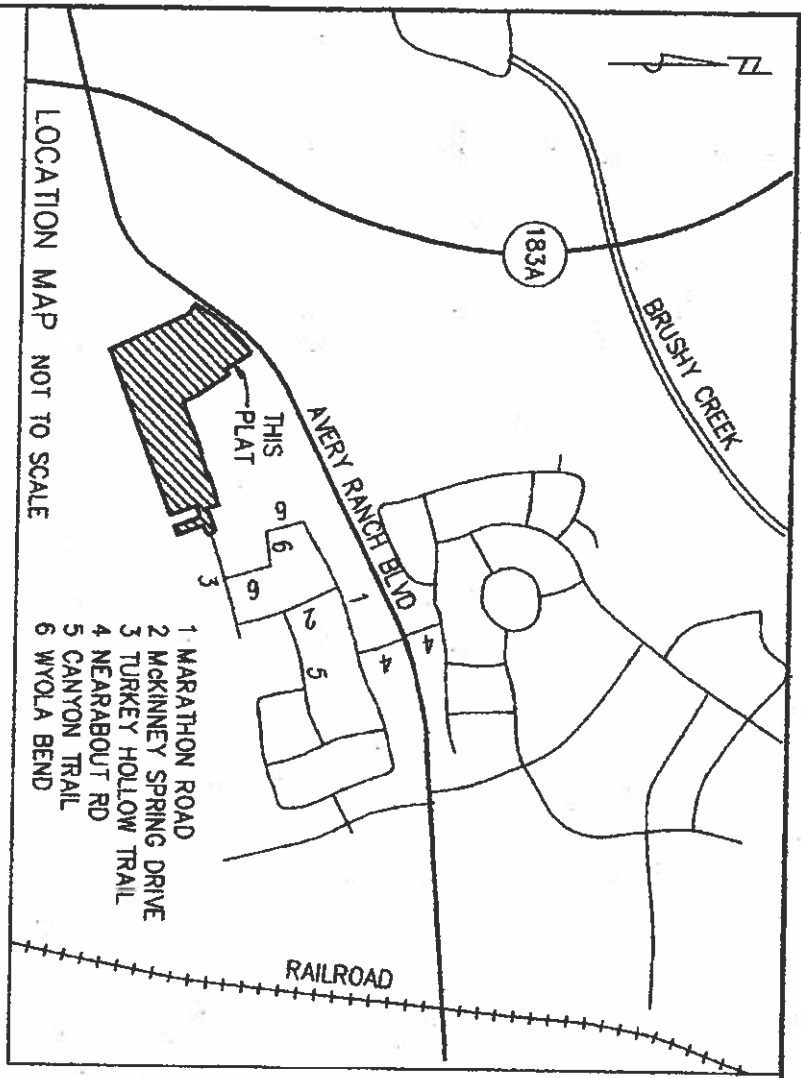 N
183A
BRUSHY CREEK
AVERY RANCH BLVD
THIS
PLAT
1
2
3
4
4
5
6
6
6
RAILROAD
LOCATION MAP NOT TO SCALE
1 MARATHON ROAD
2 McKINNEY SPRING DRIVE
3 TURKEY HOLLOW TRAIL
4 NEARABOUT RD
5 CANYON TRAIL
6 WYOLA BEND